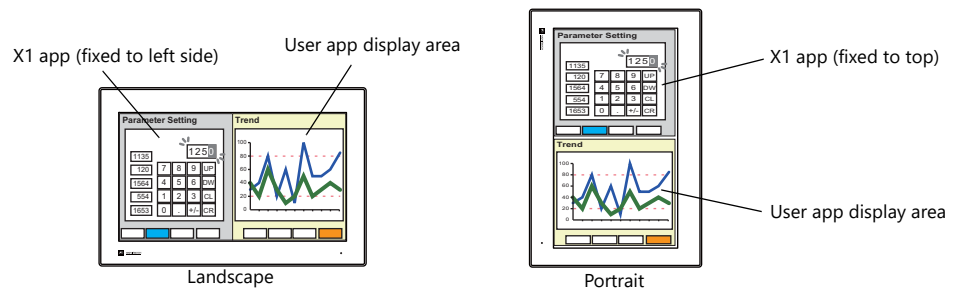 X1 app (fixed to left side)
User app display area
Parameter Setting
1250
1135
120
1564
554
1653
7 8 9 UP
4 5 6 DW
1 2 3 CL
0 . +/- CR
Trend
100
80
60
40
20
0
Landscape
Parameter Setting
1250
1135
120
1564
554
1653
7 8 9 UP
4 5 6 DW
1 2 3 CL
0 . +/- CR
Trend
100
80
60
40
20
0
X1 app (fixed to top)
User app display area
Portrait